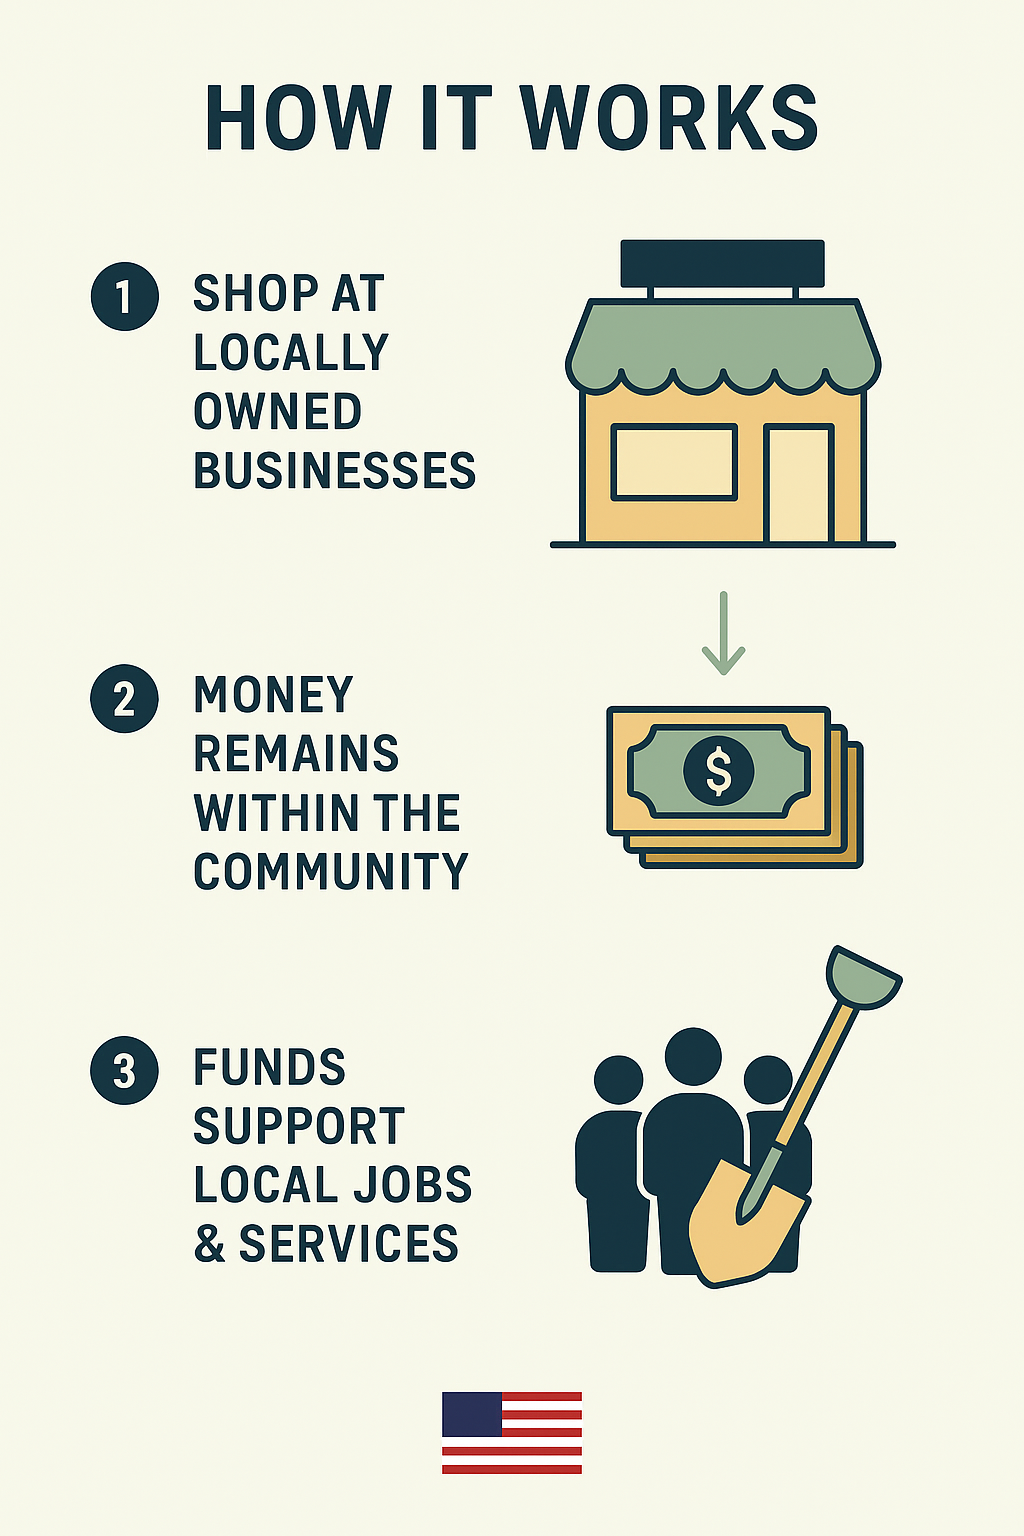 HOW IT WORKS
1
SHOP AT
LOCALLY
OWNED
BUSINESSES
2
MONEY
REMAINS
WITHIN THE
COMMUNITY
$
3
FUNDS
SUPPORT
LOCAL JOBS
& SERVICES